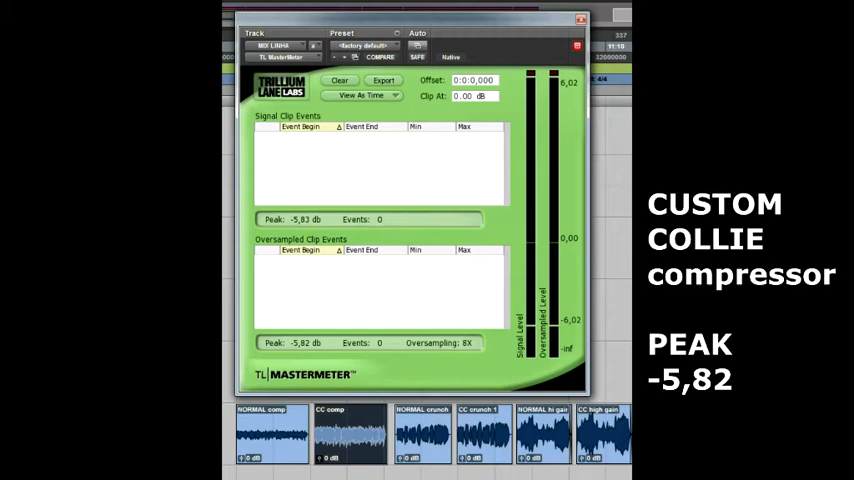 Track Preset Auto
MIX LINHA a <factory default>
TL MasterMeter - + COMPARE SAFE Native
337
11:10
32000000
4/4
TRILLIUM
LANE LABS
Clear Export Offset: 0:0:0,000
View As Time Clip At: 0.00 dB
6,02
Signal Clip Events
Event Begin Event End Min Max
Peak: -5,83 db Events: 0
0,00
Oversampled Clip Events
Event Begin Event End Min Max
Signal Level
Oversampled Level
-6,02
-inf
Peak: -5,82 db Events: 0 Oversampling: 8X
TL|MASTERMETER™
CUSTOM
COLLIE
compressor
PEAK
-5,82
NORMAL comp CC comp NORMAL crunch CC crunch 1 NORMAL hi gain CC high gain
0 dB 0 dB 0 dB 0 dB 0 dB 0 dB